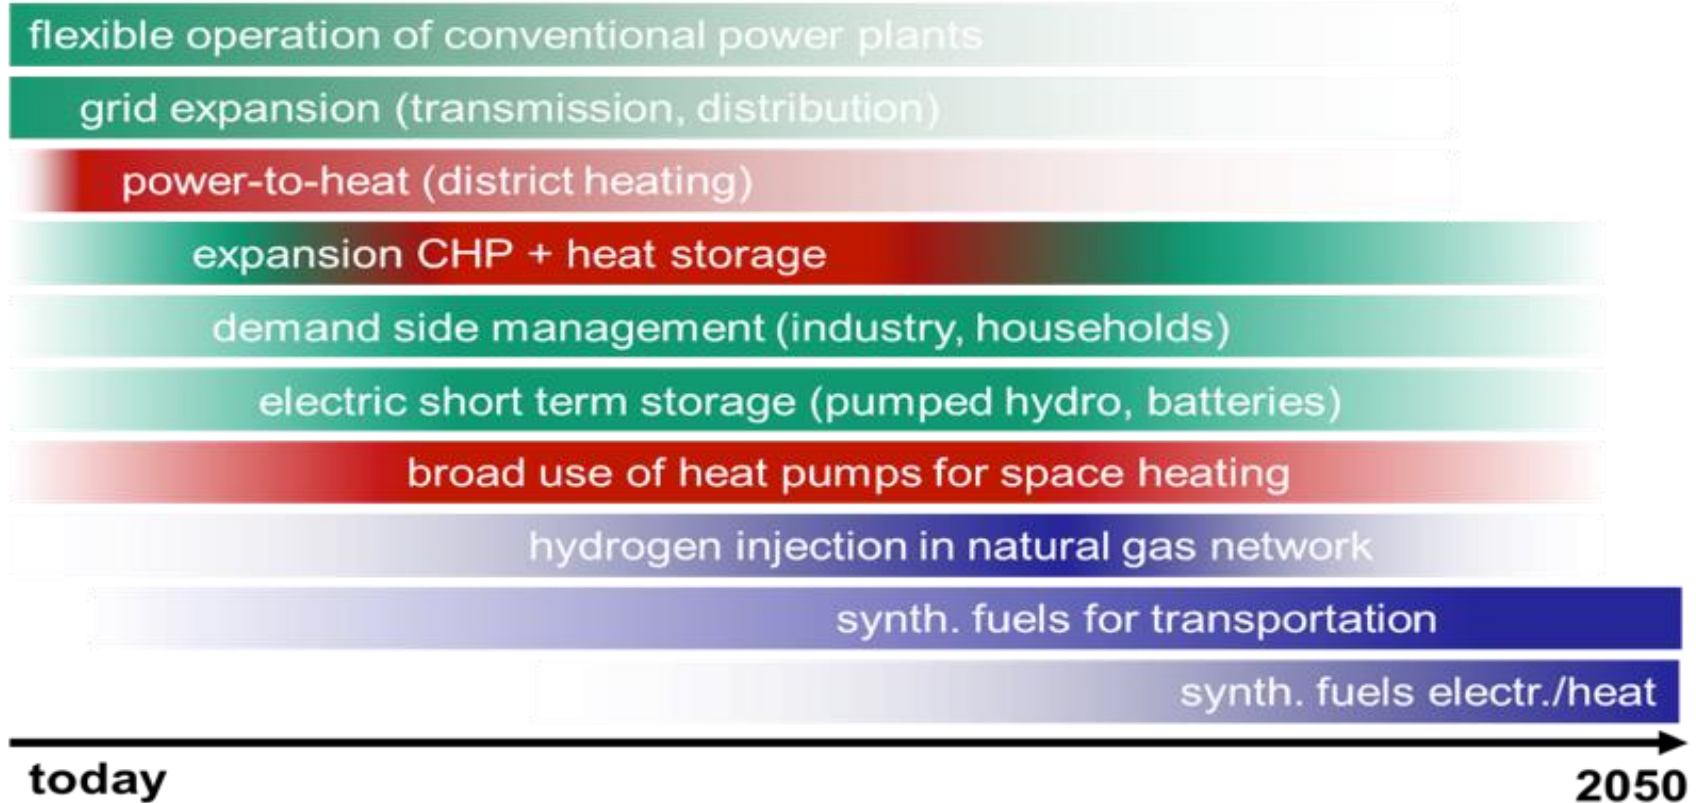 flexible operation of conventional power plants
grid expansion (transmission, distribution)
power-to-heat (district heating)
expansion CHP + heat storage
demand side management (industry, households)
electric short term storage (pumped hydro, batteries)
broad use of heat pumps for space heating
hydrogen injection in natural gas network
synth. fuels for transportation
synth. fuels electr./heat
today 2050